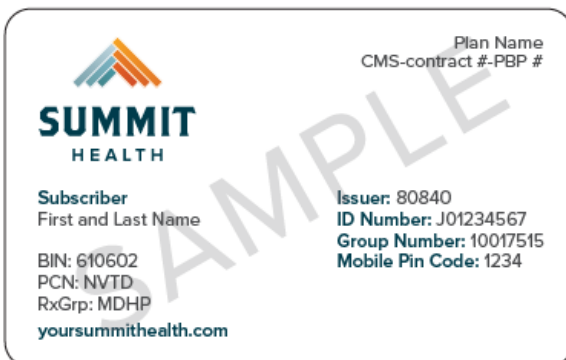 Plan Name
CMS-contract #-PBP #
SUMMIT
HEALTH
SAMPLE
Subscriber
First and Last Name
BIN: 610602
PCN: NVTD
RxGrp: MDHP
yoursummithealth.com
Issuer: 80840
ID Number: J01234567
Group Number: 10017515
Mobile Pin Code: 1234